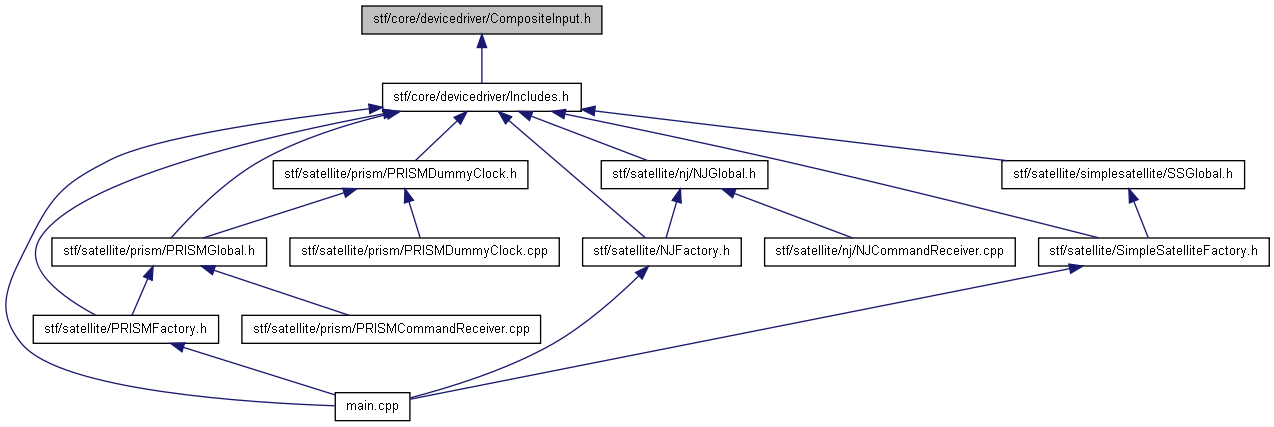 stf/core/devicedriver/CompositeInput.h
stf/core/devicedriver/Includes.h
stf/satellite/prism/PRISMDummyClock.h
stf/satellite/nj/NJGlobal.h
stf/satellite/simplesatellite/SSGlobal.h
stf/satellite/prism/PRISMGlobal.h
stf/satellite/prism/PRISMDummyClock.cpp
stf/satellite/NJFactory.h
stf/satellite/nj/NJCommandReceiver.cpp
stf/satellite/SimpleSatelliteFactory.h
stf/satellite/PRISMFactory.h
stf/satellite/prism/PRISMCommandReceiver.cpp
main.cpp